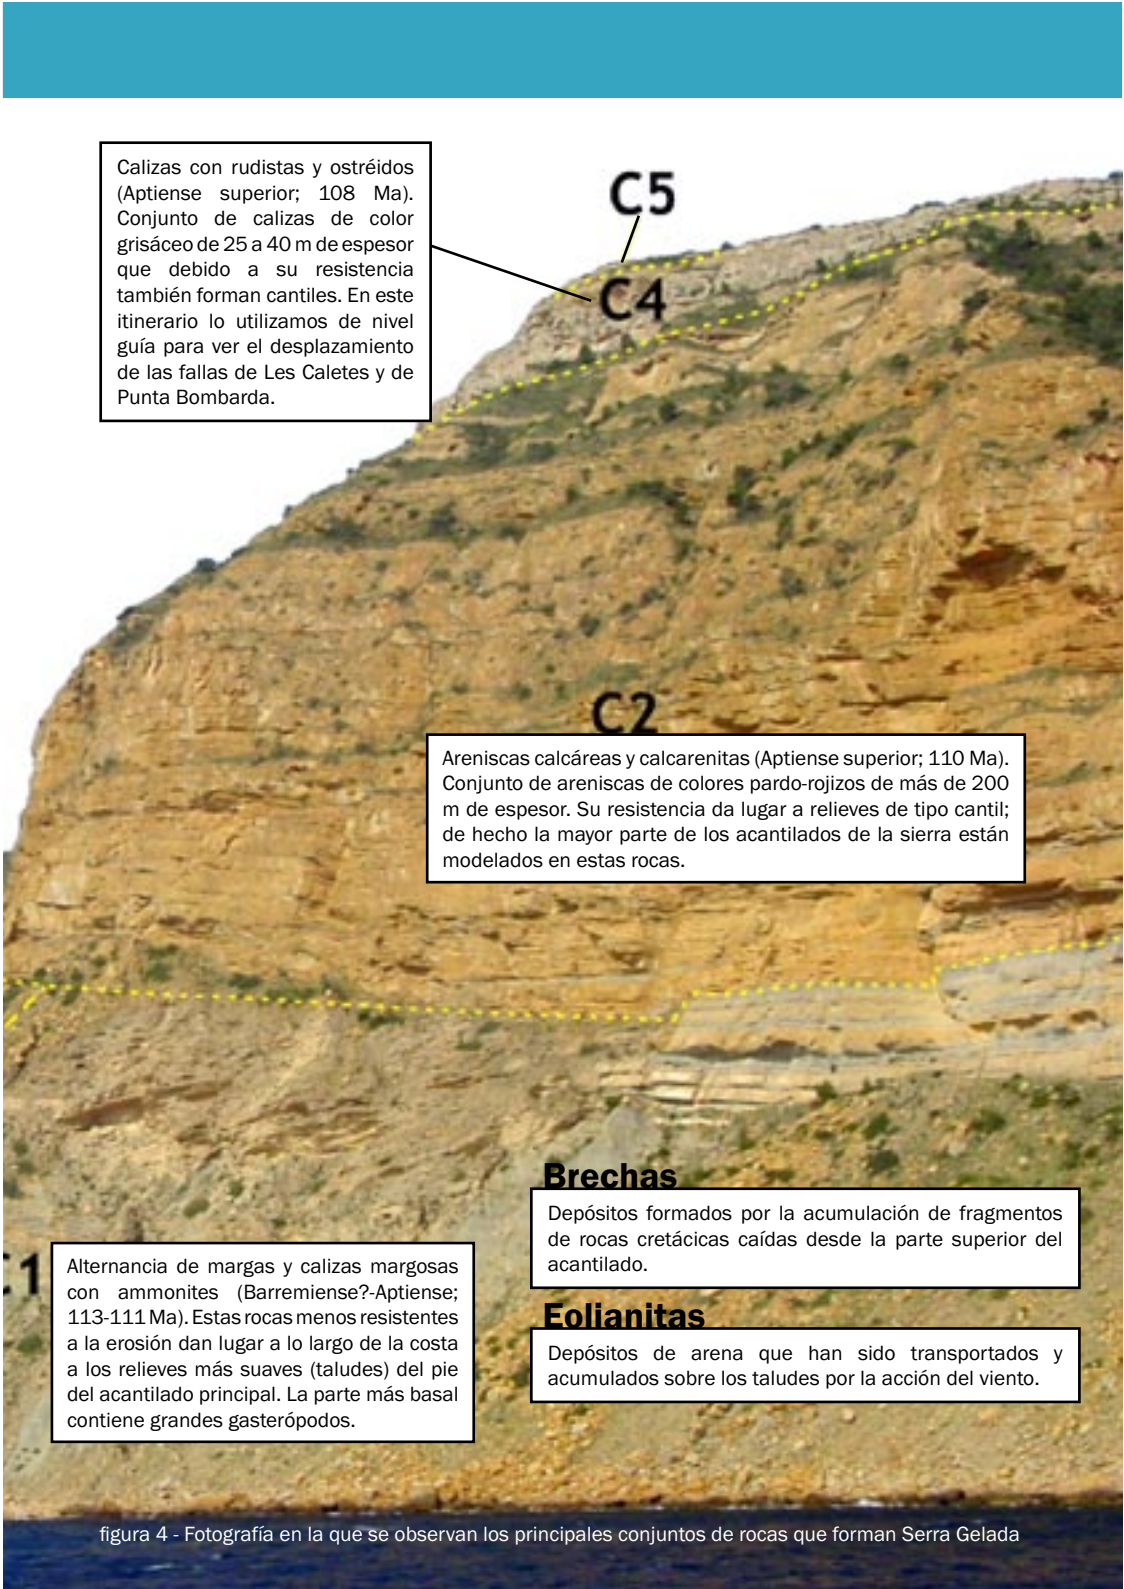 Calizas con rudistas y ostréidos
(Aptiense superior; 108 Ma).
Conjunto de calizas de color
grisáceo de 25 a 40 m de espesor
que debido a su resistencia
también forman cantiles. En este
itinerario lo utilizamos de nivel
guía para ver el desplazamiento
de las fallas de Les Caletes y de
Punta Bombarda.
C5
C4
C2
Areniscas calcáreas y calcarenitas (Aptiense superior; 110 Ma).
Conjunto de areniscas de colores pardo-rojizos de más de 200
m de espesor. Su resistencia da lugar a relieves de tipo cantil;
de hecho la mayor parte de los acantilados de la sierra están
modelados en estas rocas.
Brechas
Depósitos formados por la acumulación de fragmentos
de rocas cretácicas caídas desde la parte superior del
acantilado.
C1
Alternancia de margas y calizas margosas
con ammonites (Barremiense?-Aptiense;
113-111 Ma). Estas rocas menos resistentes
a la erosión dan lugar a lo largo de la costa
a los relieves más suaves (taludes) del pie
del acantilado principal. La parte más basal
contiene grandes gasterópodos.
Eolianitas
Depósitos de arena que han sido transportados y
acumulados sobre los taludes por la acción del viento.
figura 4 - Fotografía en la que se observan los principales conjuntos de rocas que forman Serra Gelada